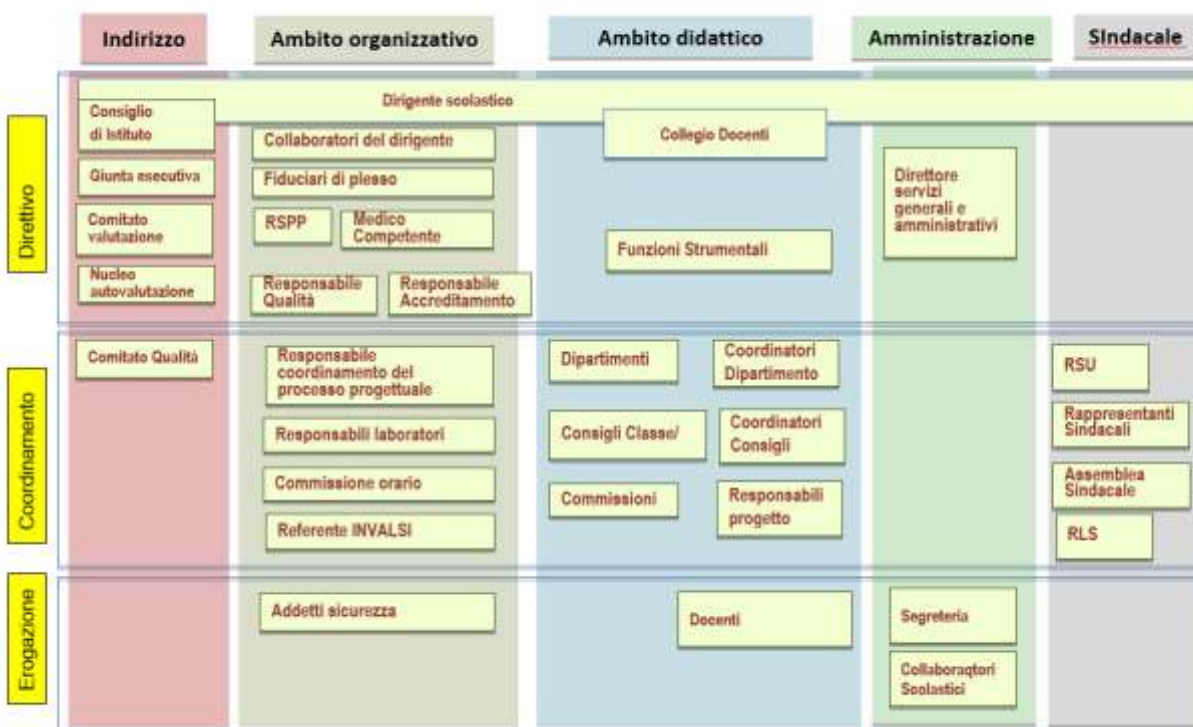 Indirizzo
Ambito organizzativo
Ambito didattico
Amministrazione
SIndacale
Direttivo
Dirigente scolastico
Consiglio
di Istituto
Giunta esecutiva
Comitato
valutazione
Nucleo
autovalutazione
Collaboratori del dirigente
Fiduciari di plesso
RSPP
Medico
Competente
Responsabile
Qualità
Responsabile
Accreditamento
Collegio Docenti
Funzioni Strumentali
Direttore
servizi
generali e
amministrativi
Coordinamento
Comitato Qualità
Responsabile
coordinamento del
processo progettuale
Responsabili laboratori
Commissione orario
Referente INVALSI
Dipartimenti
Coordinatori
Dipartimento
Consigli Classe/
Coordinatori
Consigli
Commissioni
Responsabili
progetto
RSU
Rappresentanti
Sindacali
Assemblea
Sindacale
RLS
Erogazione
Addetti sicurezza
Docenti
Segreteria
Collaboraqtori
Scolastici